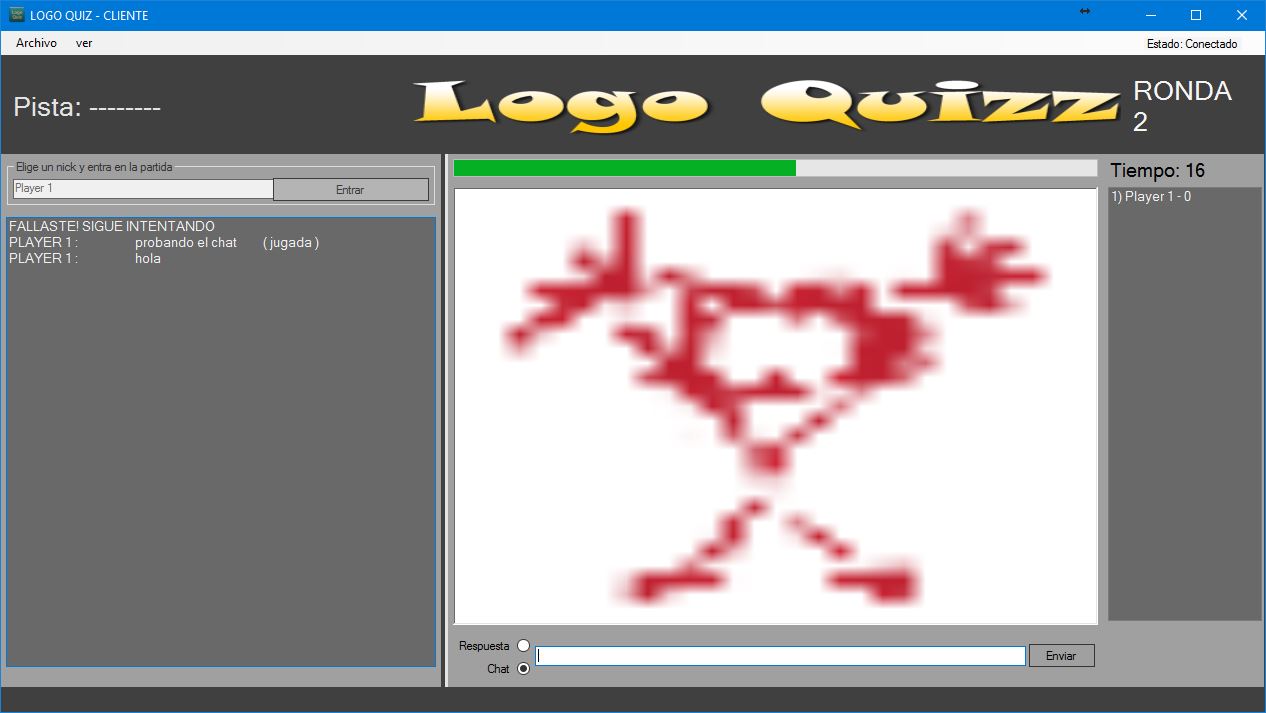 LOGO QUIZ - CLIENTE
Archivo ver
Estado: Conectado
Pista: --------
Logo Quizz
RONDA
2
Elige un nick y entra en la partida
Player 1
Entrar
FALLASTE! SIGUE INTENTANDO
PLAYER 1 : probando el chat ( jugada )
PLAYER 1 : hola
Tiempo: 16
1) Player 1 - 0
Respuesta
Chat
Enviar